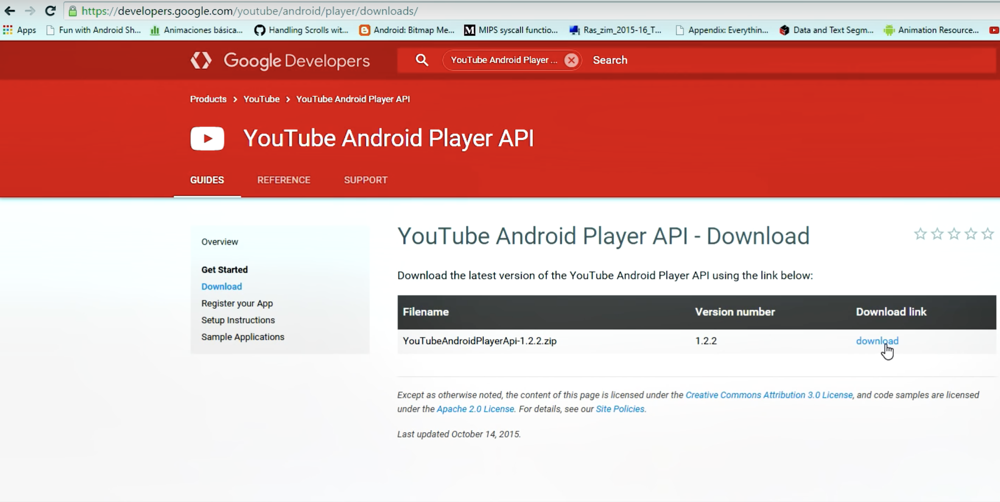 https://developers.google.com/youtube/android/player/downloads/
Apps Fun with Android Sh... Animaciones básica... Handling Scrolls wit... Android: Bitmap Me... MIPS syscall functio... Ras_zim_2015-16_T... Appendix: Everythin... Data and Text Segm... Animation Resource...
Google Developers YouTube Android Player ... Search
Products > YouTube > YouTube Android Player API
YouTube Android Player API
GUIDES REFERENCE SUPPORT
Overview
Get Started
Download
Register your App
Setup Instructions
Sample Applications
YouTube Android Player API - Download
Download the latest version of the YouTube Android Player API using the link below:
Filename Version number Download link
YouTubeAndroidPlayerApi-1.2.2.zip 1.2.2 download
Except as otherwise noted, the content of this page is licensed under the Creative Commons Attribution 3.0 License, and code samples are licensed
under the Apache 2.0 License. For details, see our Site Policies.
Last updated October 14, 2015.